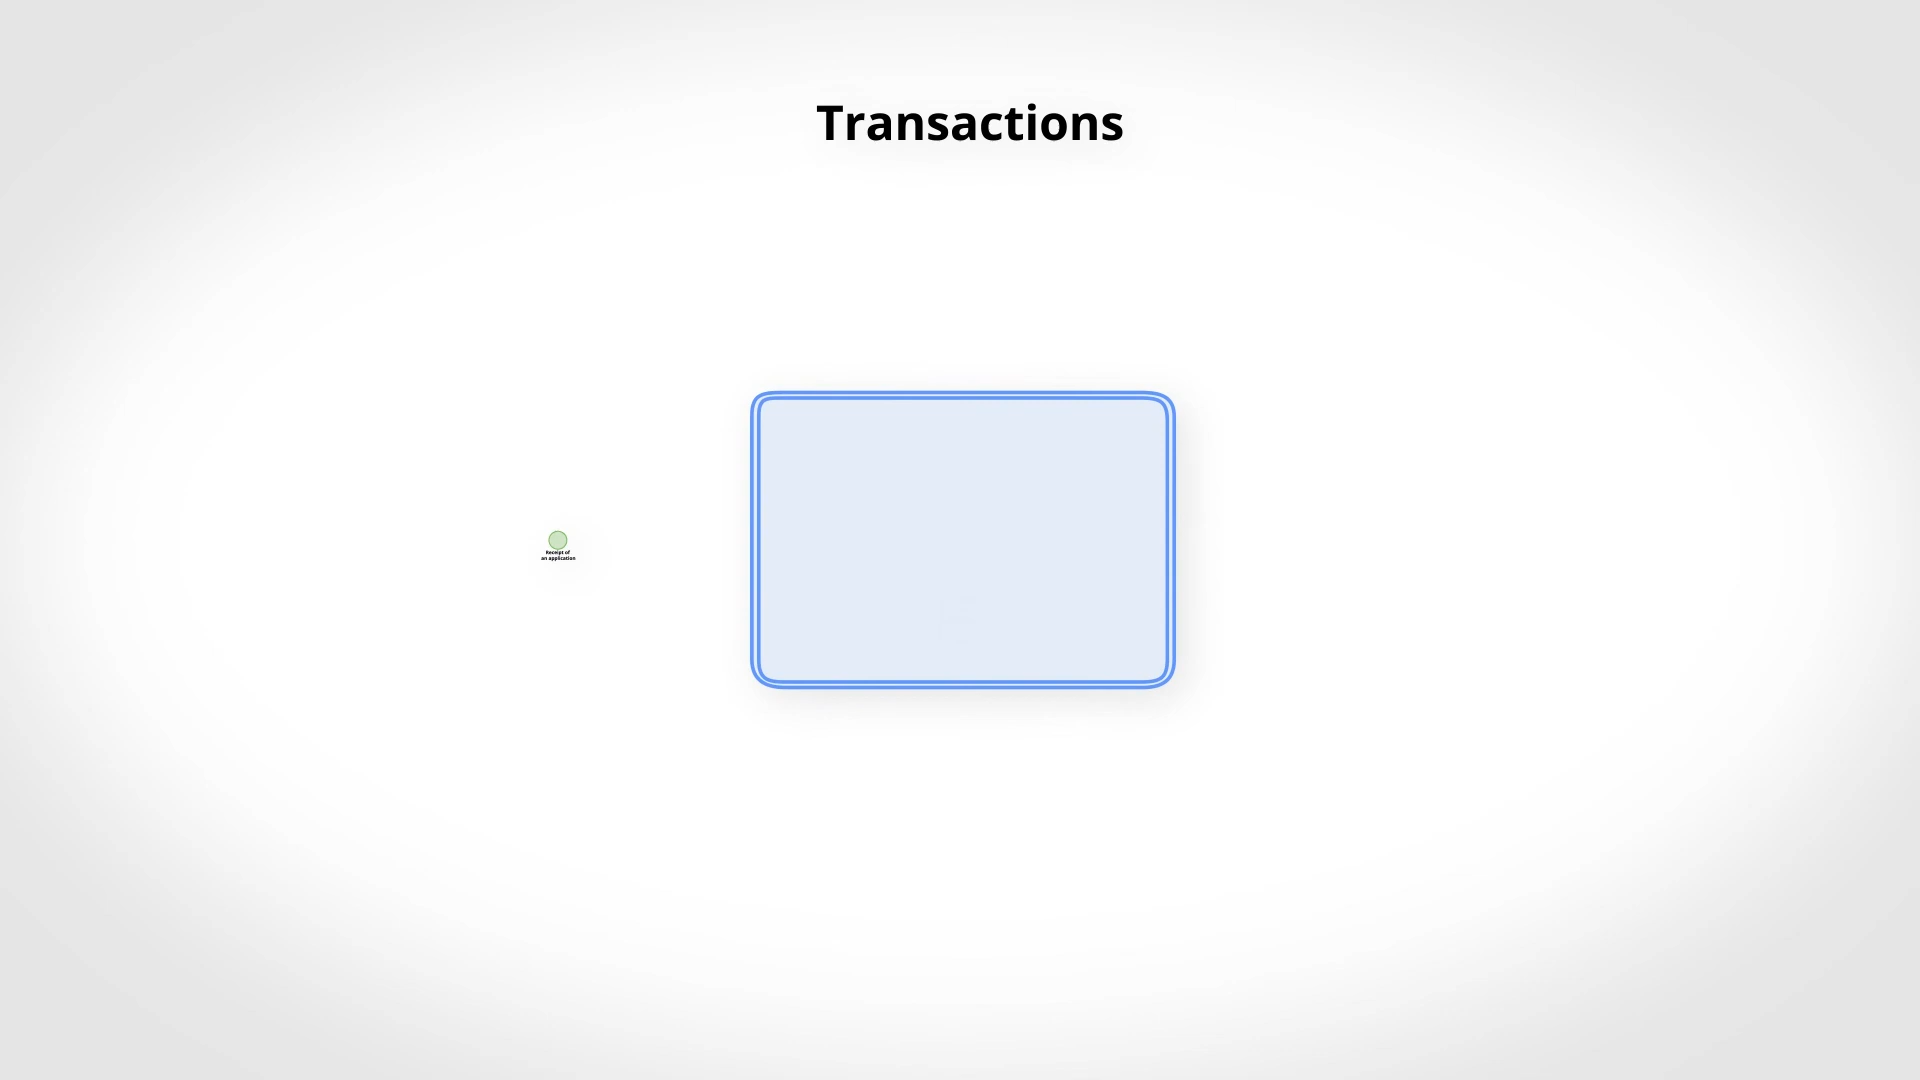 Transactions
Receipt of
an application